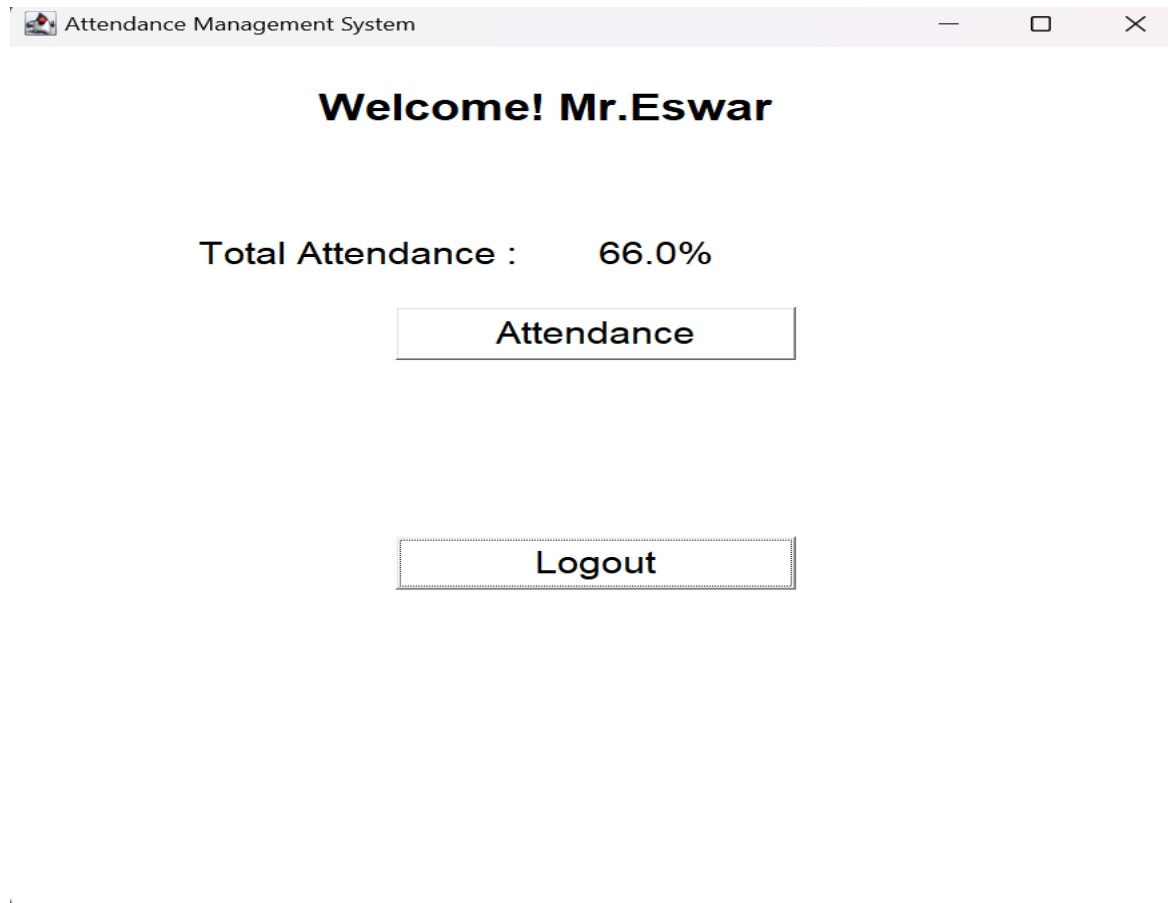 Attendance Management System
Welcome! Mr.Eswar
Total Attendance : 66.0%
Attendance
Logout